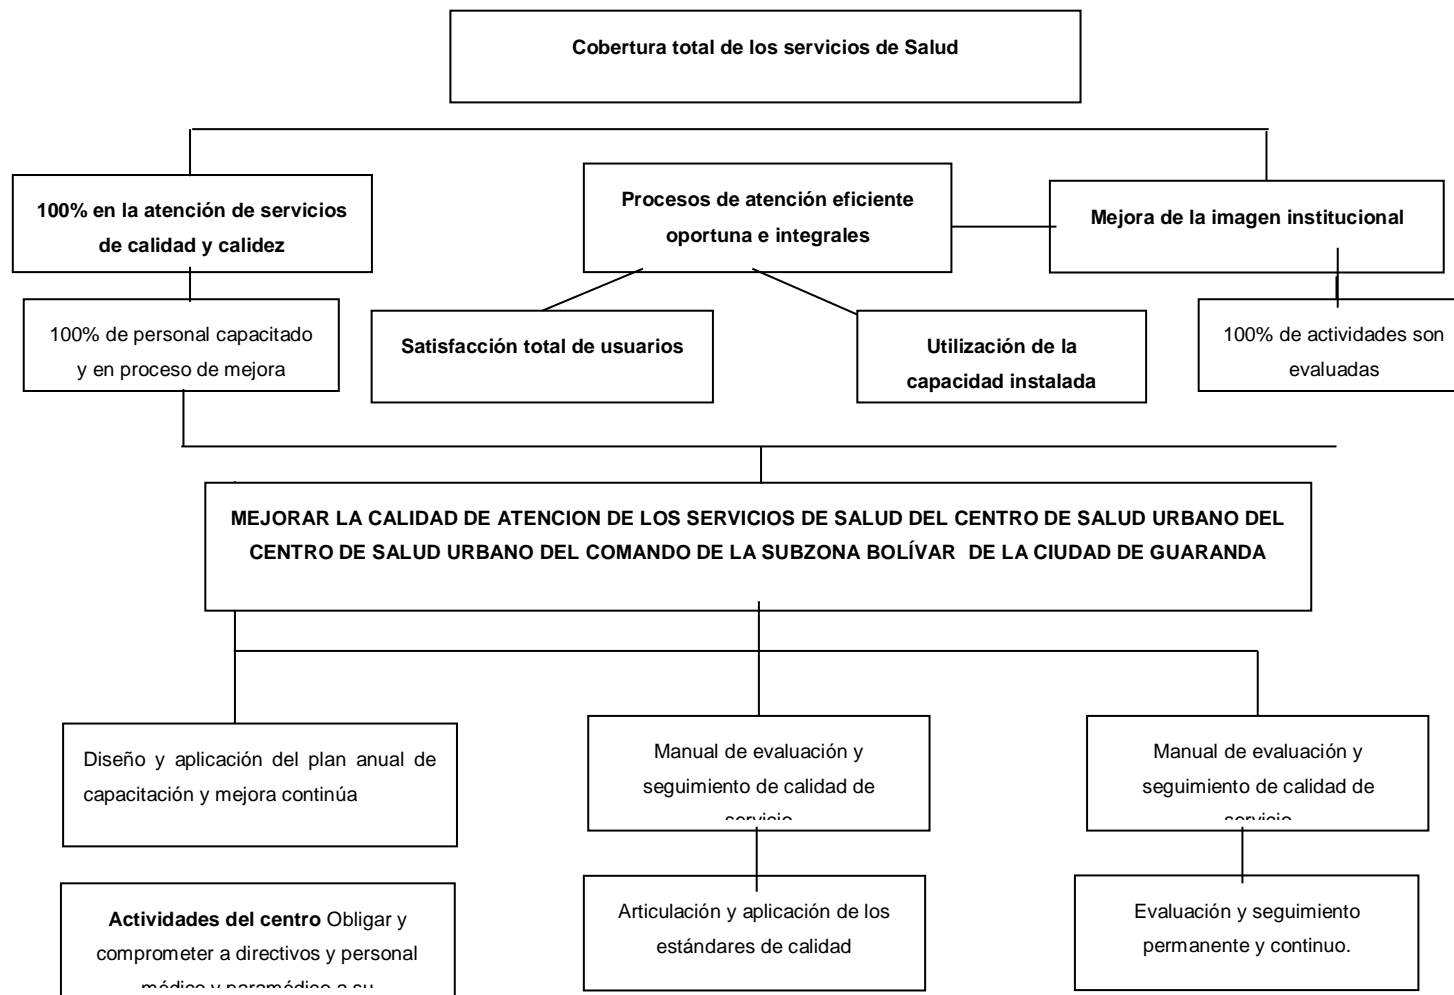 Cobertura total de los servicios de Salud
100% en la atención de servicios
de calidad y calidez
Procesos de atención eficiente
oportuna e integrales
Mejora de la imagen institucional
100% de personal capacitado
y en proceso de mejora
Satisfacción total de usuarios
Utilización de la
capacidad instalada
100% de actividades son
evaluadas
MEJORAR LA CALIDAD DE ATENCION DE LOS SERVICIOS DE SALUD DEL CENTRO DE SALUD URBANO DEL
CENTRO DE SALUD URBANO DEL COMANDO DE LA SUBZONA BOLÍVAR DE LA CIUDAD DE GUARANDA
Diseño y aplicación del plan anual de
capacitación y mejora continúa
Manual de evaluación y
seguimiento de calidad de
servicio
Manual de evaluación y
seguimiento de calidad de
servicio
Actividades del centro Obligar y
comprometer a directivos y personal
médico y paramédico a su
Articulación y aplicación de los
estándares de calidad
Evaluación y seguimiento
permanente y continuo.